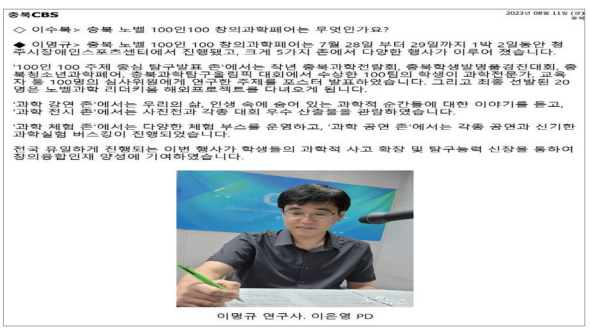 충북CBS
2023년 08월 11일 (금)
◇ 이수복> 충북 노벨 100인100 창의과학페어는 무엇인가요?
◆ 이명규> 충북 노벨 100인 100 창의과학페어는 7월 28일 부터 29일까지 1박 2일동안 청
주시장애인스포츠센터에서 진행됐고, 크게 5가지 존에서 다양한 행사가 이루어 졌습니다.
'100인 100 주제 중심 탐구발표 존'에서는 작년 충북과학전람회, 충북학생발명품경진대회, 충
북청소년과학페어, 충북과학탐구올림픽 대회에서 수상한 100팀의 학생이 과학전문가, 교육
자 등 100명의 심사위원에게 연구한 주제를 포스터 발표하였습니다. 그리고 최종 선발된 20
명은 노벨과학 리더키움 해외프로젝트를 다녀오게 됩니다.
'과학 강연 존'에서는 우리의 삶, 인생 속에 숨어 있는 과학적 순간들에 대한 이야기를 듣고,
'과학 전시 존'에서는 사진전과 각종 대회 우수 산출물을 관람하였습니다.
'과학 체험 존'에서는 다양한 체험 부스를 운영하고, '과학 공연 존'에서는 각종 공연과 신기한
과학실험 버스킹이 진행되었습니다.
전국 유일하게 진행되는 이번 행사가 학생들의 과학적 사고 확장 및 탐구능력 신장을 통하여
창의융합인재 양성에 기여하였습니다.
이명규 연구사. 이은영 PD